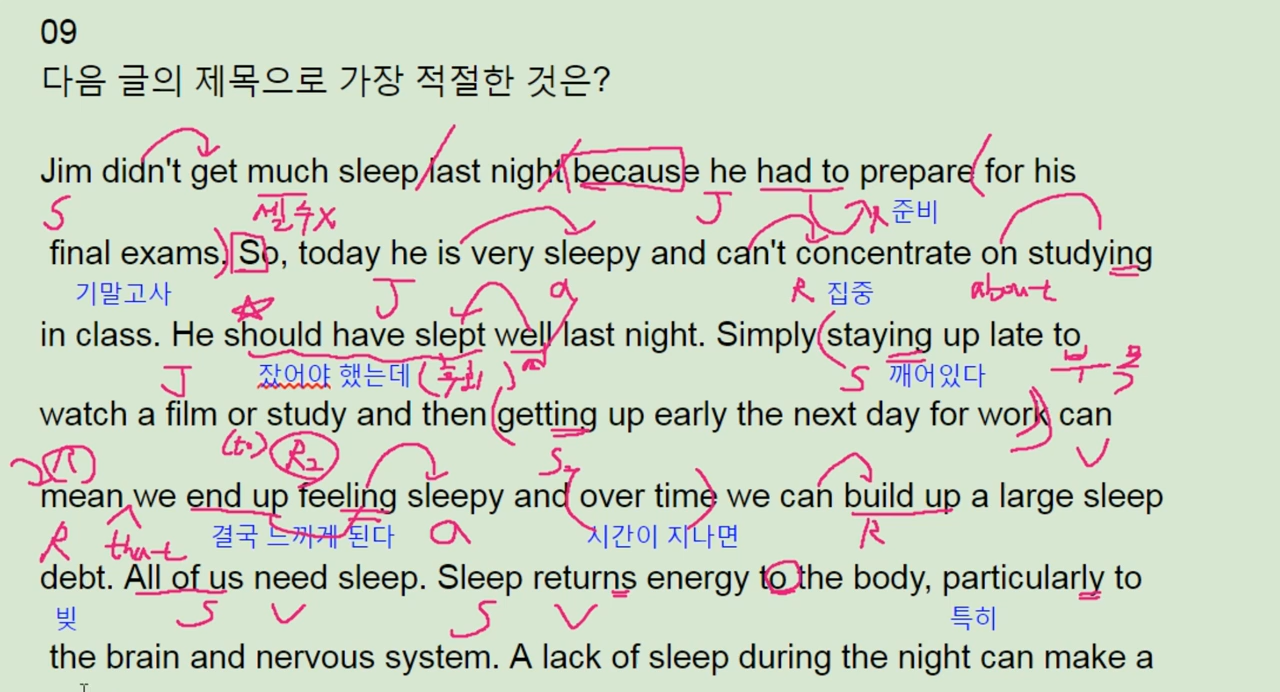 09
다음 글의 제목으로 가장 적절한 것은?
Jim didn't get much sleep last night because he had to prepare for his
S 셀 수 X J 준비
final exams. So, today he is very sleepy and can't concentrate on studying
기말고사 J a R 집중 about
in class. He should have slept well last night. Simply staying up late to
J 잤어야 했는데 (후회) S 깨어있다
watch a film or study and then getting up early the next day for work can
(to) R2 S2 V
mean we end up feeling sleepy and over time we can build up a large sleep
R that 결국 느끼게 된다 a 시간이 지나면 R
debt. All of us need sleep. Sleep returns energy to the body, particularly to
빚 S V S V 특히
the brain and nervous system. A lack of sleep during the night can make a